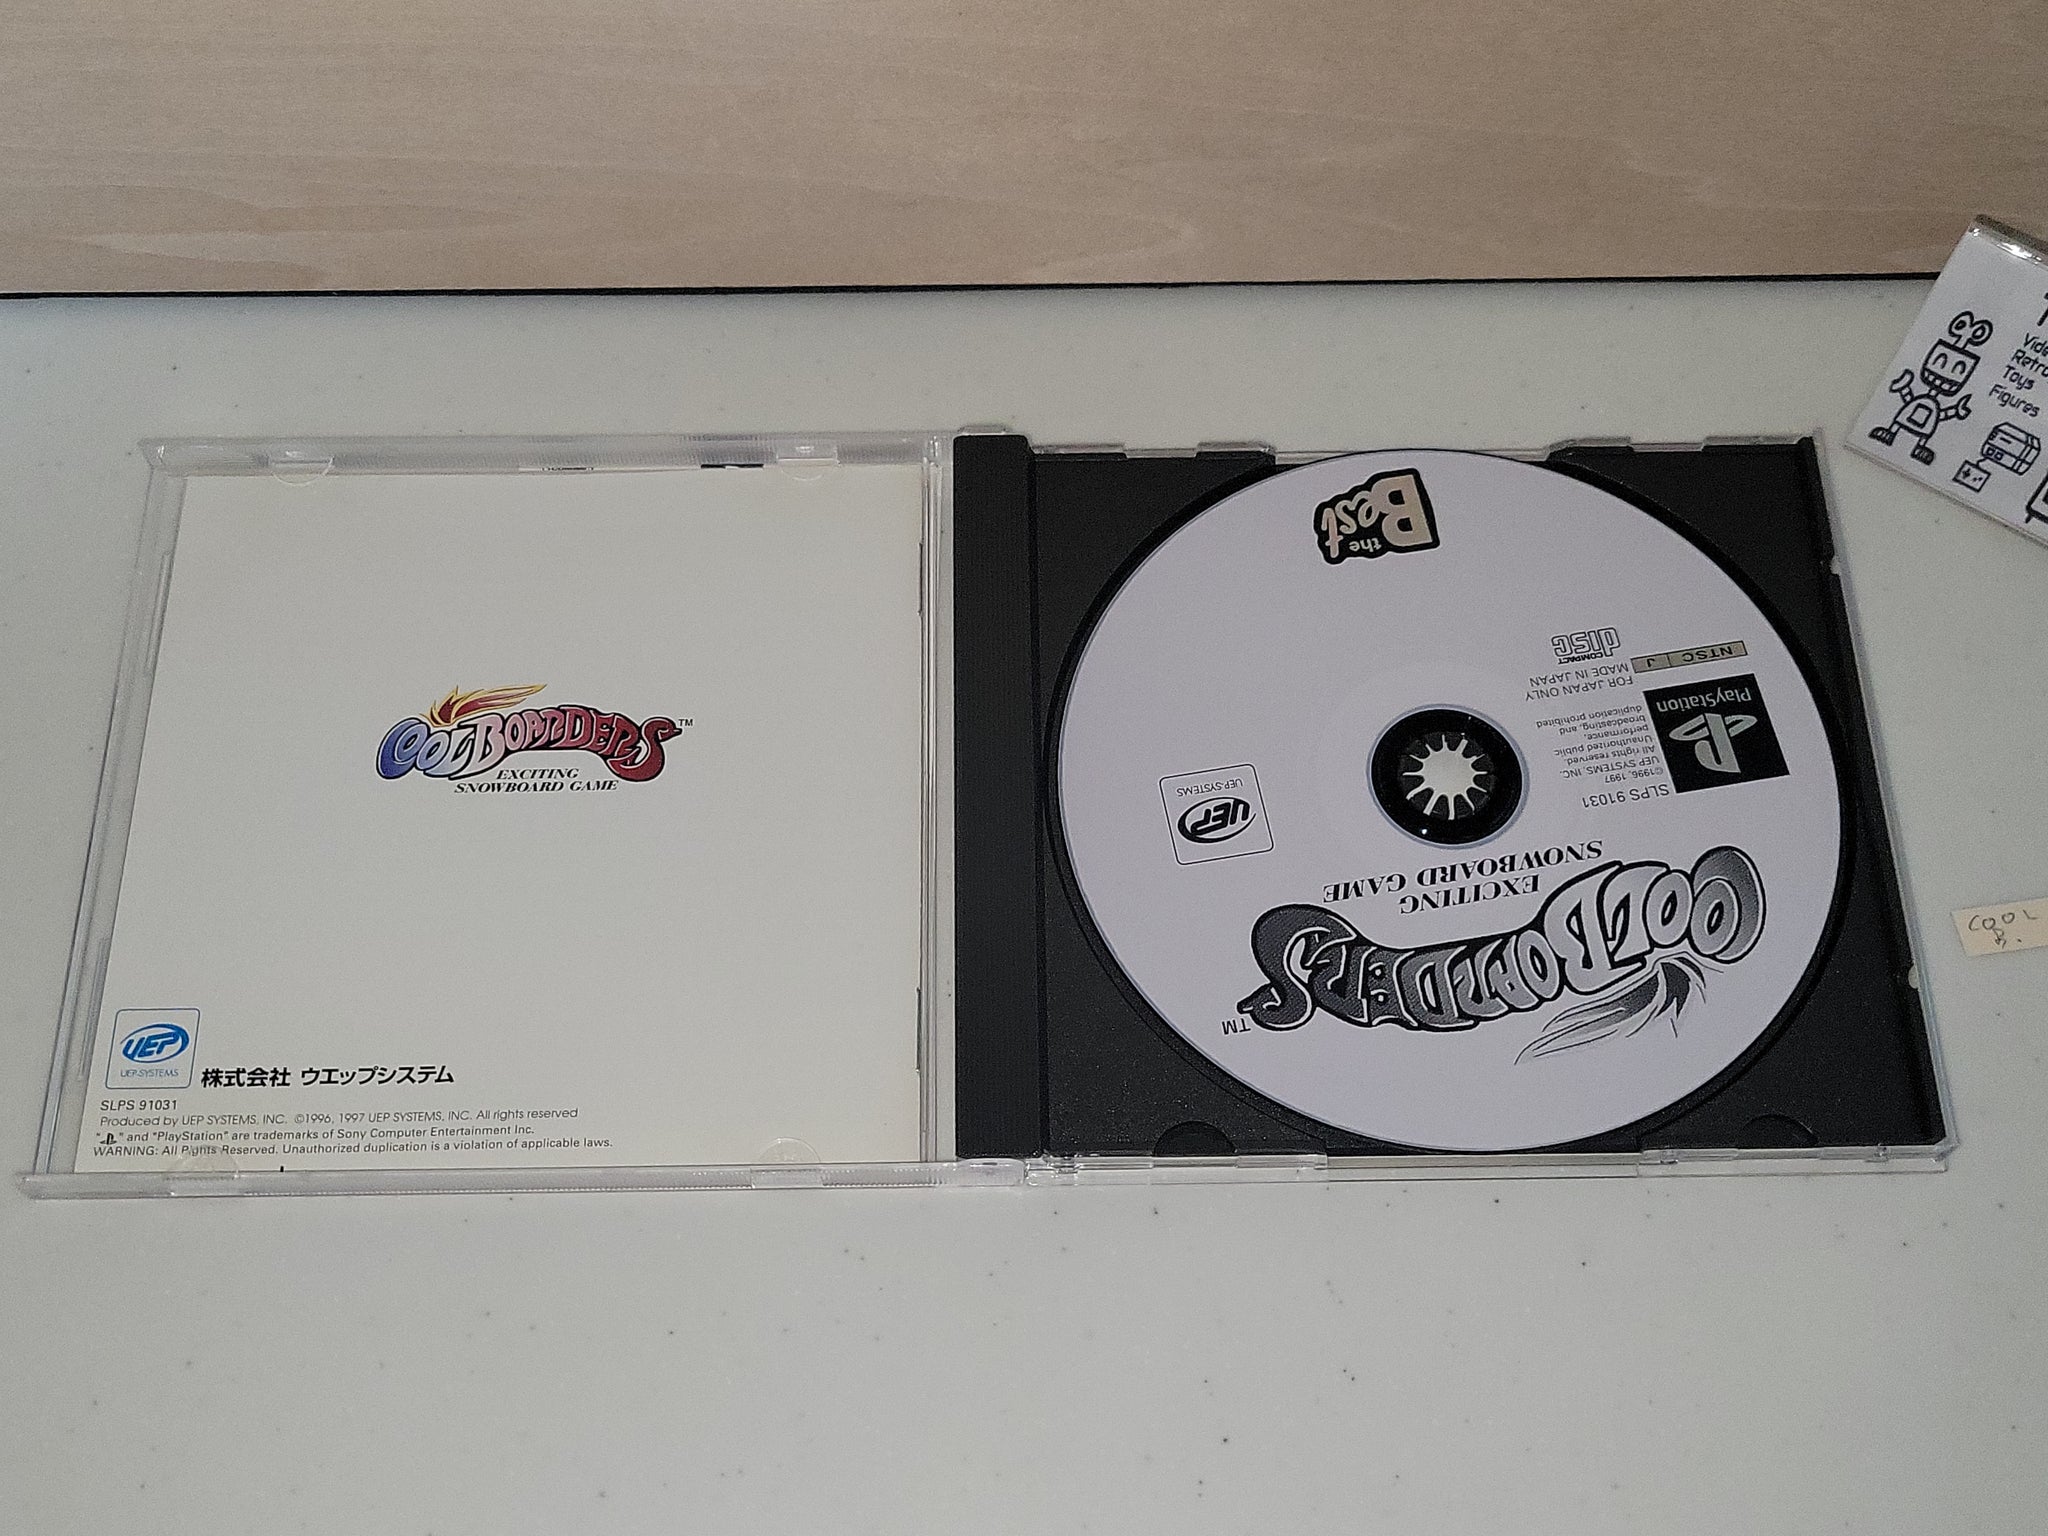 COOLBOARDERS™
EXCITING
SNOWBOARD GAME
UEP
UEP-SYSTEMS
株式会社 ウエップシステム
SLPS 91031
Produced by UEP SYSTEMS, INC. ©1996, 1997 UEP SYSTEMS, INC. All rights reserved
"PS" and "PlayStation" are trademarks of Sony Computer Entertainment Inc.
WARNING: All Rights Reserved. Unauthorized duplication is a violation of applicable laws.
COOLBOARDERS
TM
EXCITING
SNOWBOARD GAME
UEP
UEP-SYSTEMS
SLPS 91031
©1996, 1997
UEP SYSTEMS, INC.
All rights reserved.
Unauthorized public
performance,
broadcasting, and
duplication prohibited
PlayStation
FOR JAPAN ONLY
MADE IN JAPAN
NTSC J
COMPACT
disc
the
Best
Retro
Toys
Figures
COOL
B.